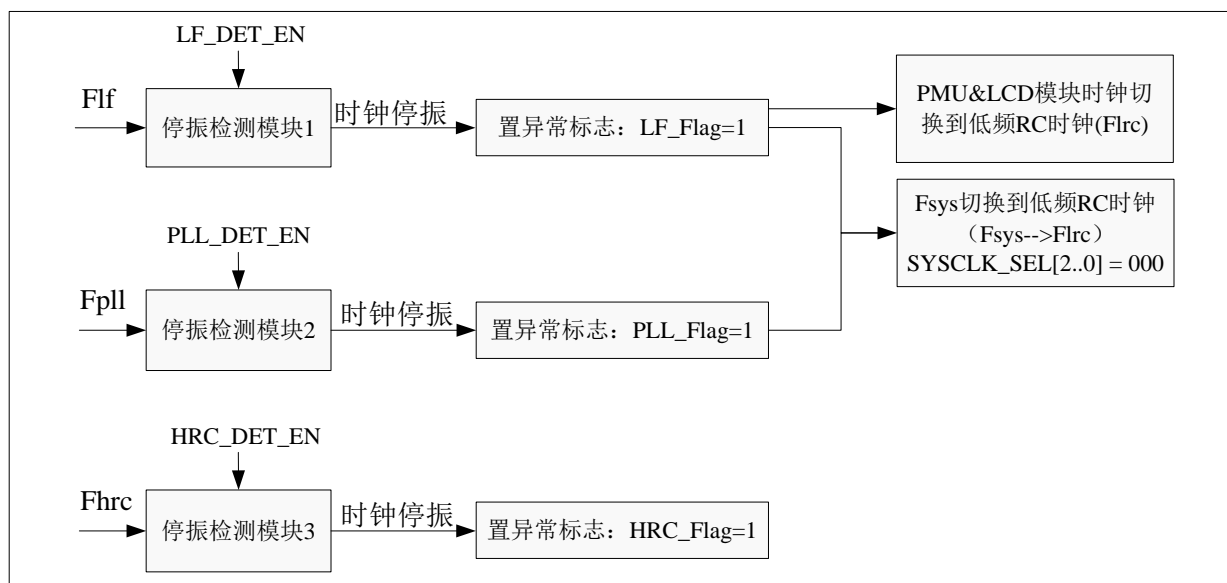 LF_DET_EN
Flf
停振检测模块1
时钟停振
置异常标志：LF_Flag=1
PMU&LCD模块时钟切
换到低频RC时钟(Flrc)
Fsys切换到低频RC时钟
（Fsys-->Flrc）
SYSCLK_SEL[2..0] = 000
PLL_DET_EN
Fpll
停振检测模块2
时钟停振
置异常标志：PLL_Flag=1
HRC_DET_EN
Fhrc
停振检测模块3
时钟停振
置异常标志：HRC_Flag=1